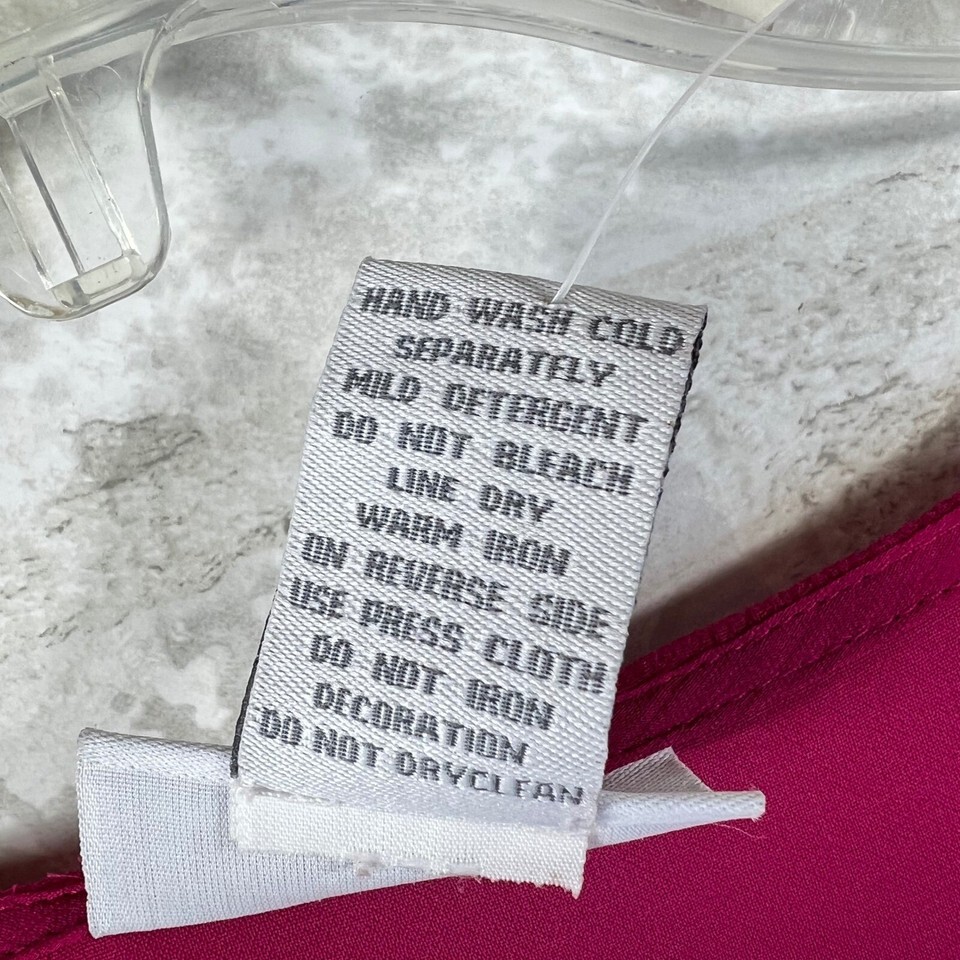 HAND WASH COLD
SEPARATELY
MILD DETERGENT
DO NOT BLEACH
LINE DRY
WARM IRON
ON REVERSE SIDE
USE PRESS CLOTH
DO NOT IRON
DECORATION
DO NOT DRYCLEAN